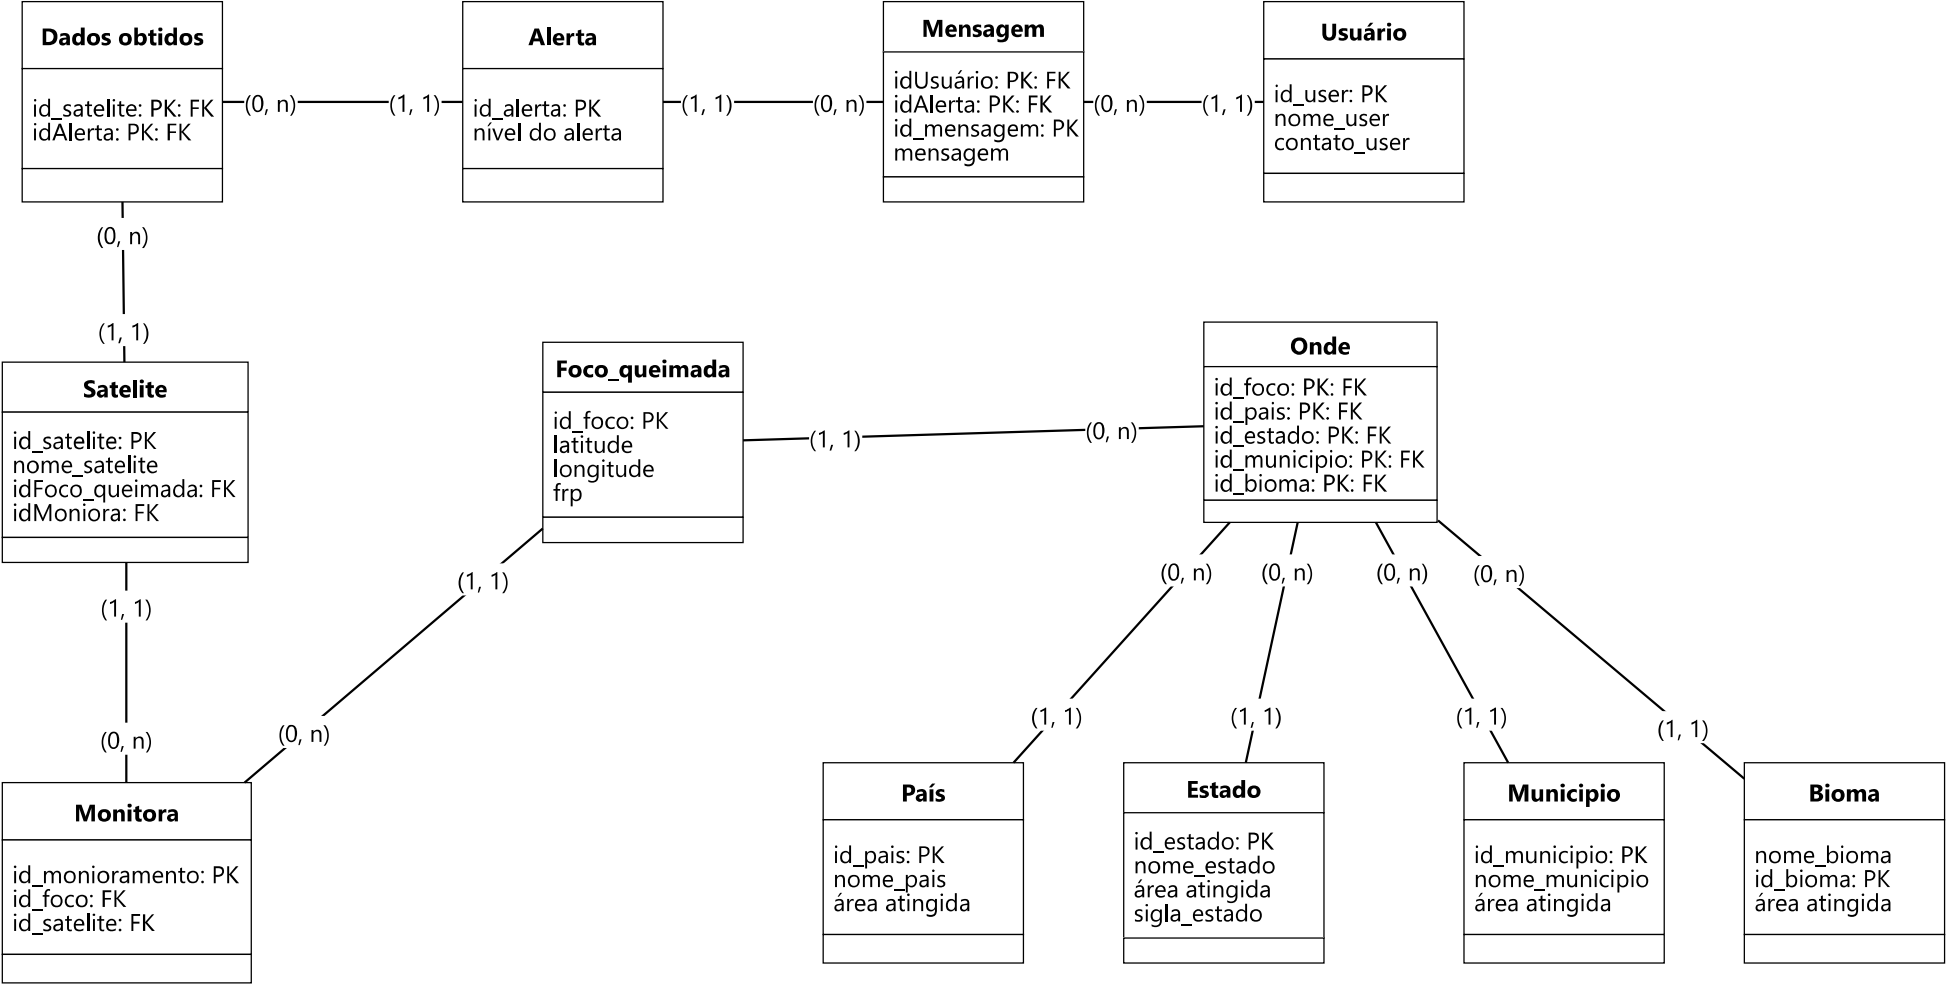 Dados obtidos
id_satelite: PK: FK
idAlerta: PK: FK
(0, n)
(1, 1)
Alerta
id_alerta: PK
nível do alerta
(1, 1)
(0, n)
Mensagem
idUsuário: PK: FK
idAlerta: PK: FK
id_mensagem: PK
mensagem
(0, n)
(1, 1)
Usuário
id_user: PK
nome_user
contato_user
(0, n)
(1, 1)
Satelite
id_satelite: PK
nome_satelite
idFoco_queimada: FK
idMoniora: FK
(1, 1)
(0, n)
Foco_queimada
id_foco: PK
latitude
longitude
frp
(1, 1)
(0, n)
(1, 1)
(0, n)
Onde
id_foco: PK: FK
id_pais: PK: FK
id_estado: PK: FK
id_municipio: PK: FK
id_bioma: PK: FK
(0, n)
(0, n)
(0, n)
(0, n)
(1, 1)
(1, 1)
(1, 1)
(1, 1)
Monitora
id_monioramento: PK
id_foco: FK
id_satelite: FK
País
id_pais: PK
nome_pais
área atingida
Estado
id_estado: PK
nome_estado
área atingida
sigla_estado
Municipio
id_municipio: PK
nome_municipio
área atingida
Bioma
nome_bioma
id_bioma: PK
área atingida